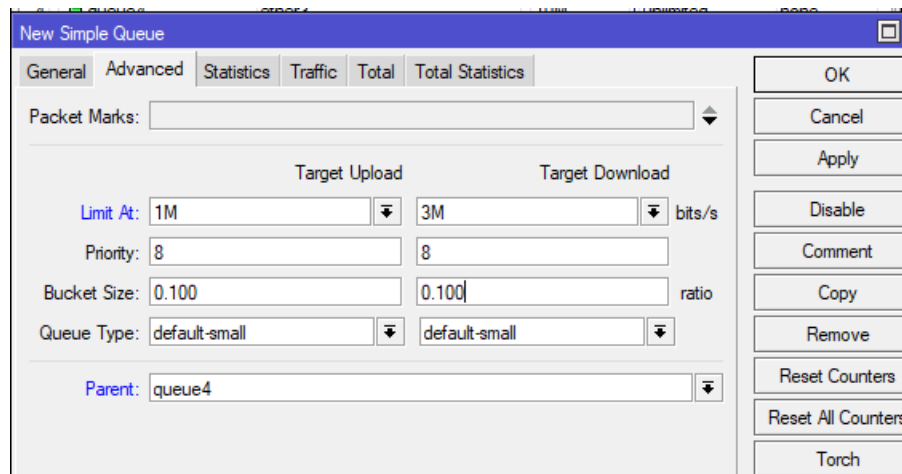 New Simple Queue
General Advanced Statistics Traffic Total Total Statistics
OK
Packet Marks:
Cancel
Apply
Target Upload Target Download
Limit At: 1M 3M bits/s
Disable
Priority: 8 8
Comment
Bucket Size: 0.100 0.100 ratio
Copy
Queue Type: default-small default-small
Remove
Parent: queue4
Reset Counters
Reset All Counters
Torch